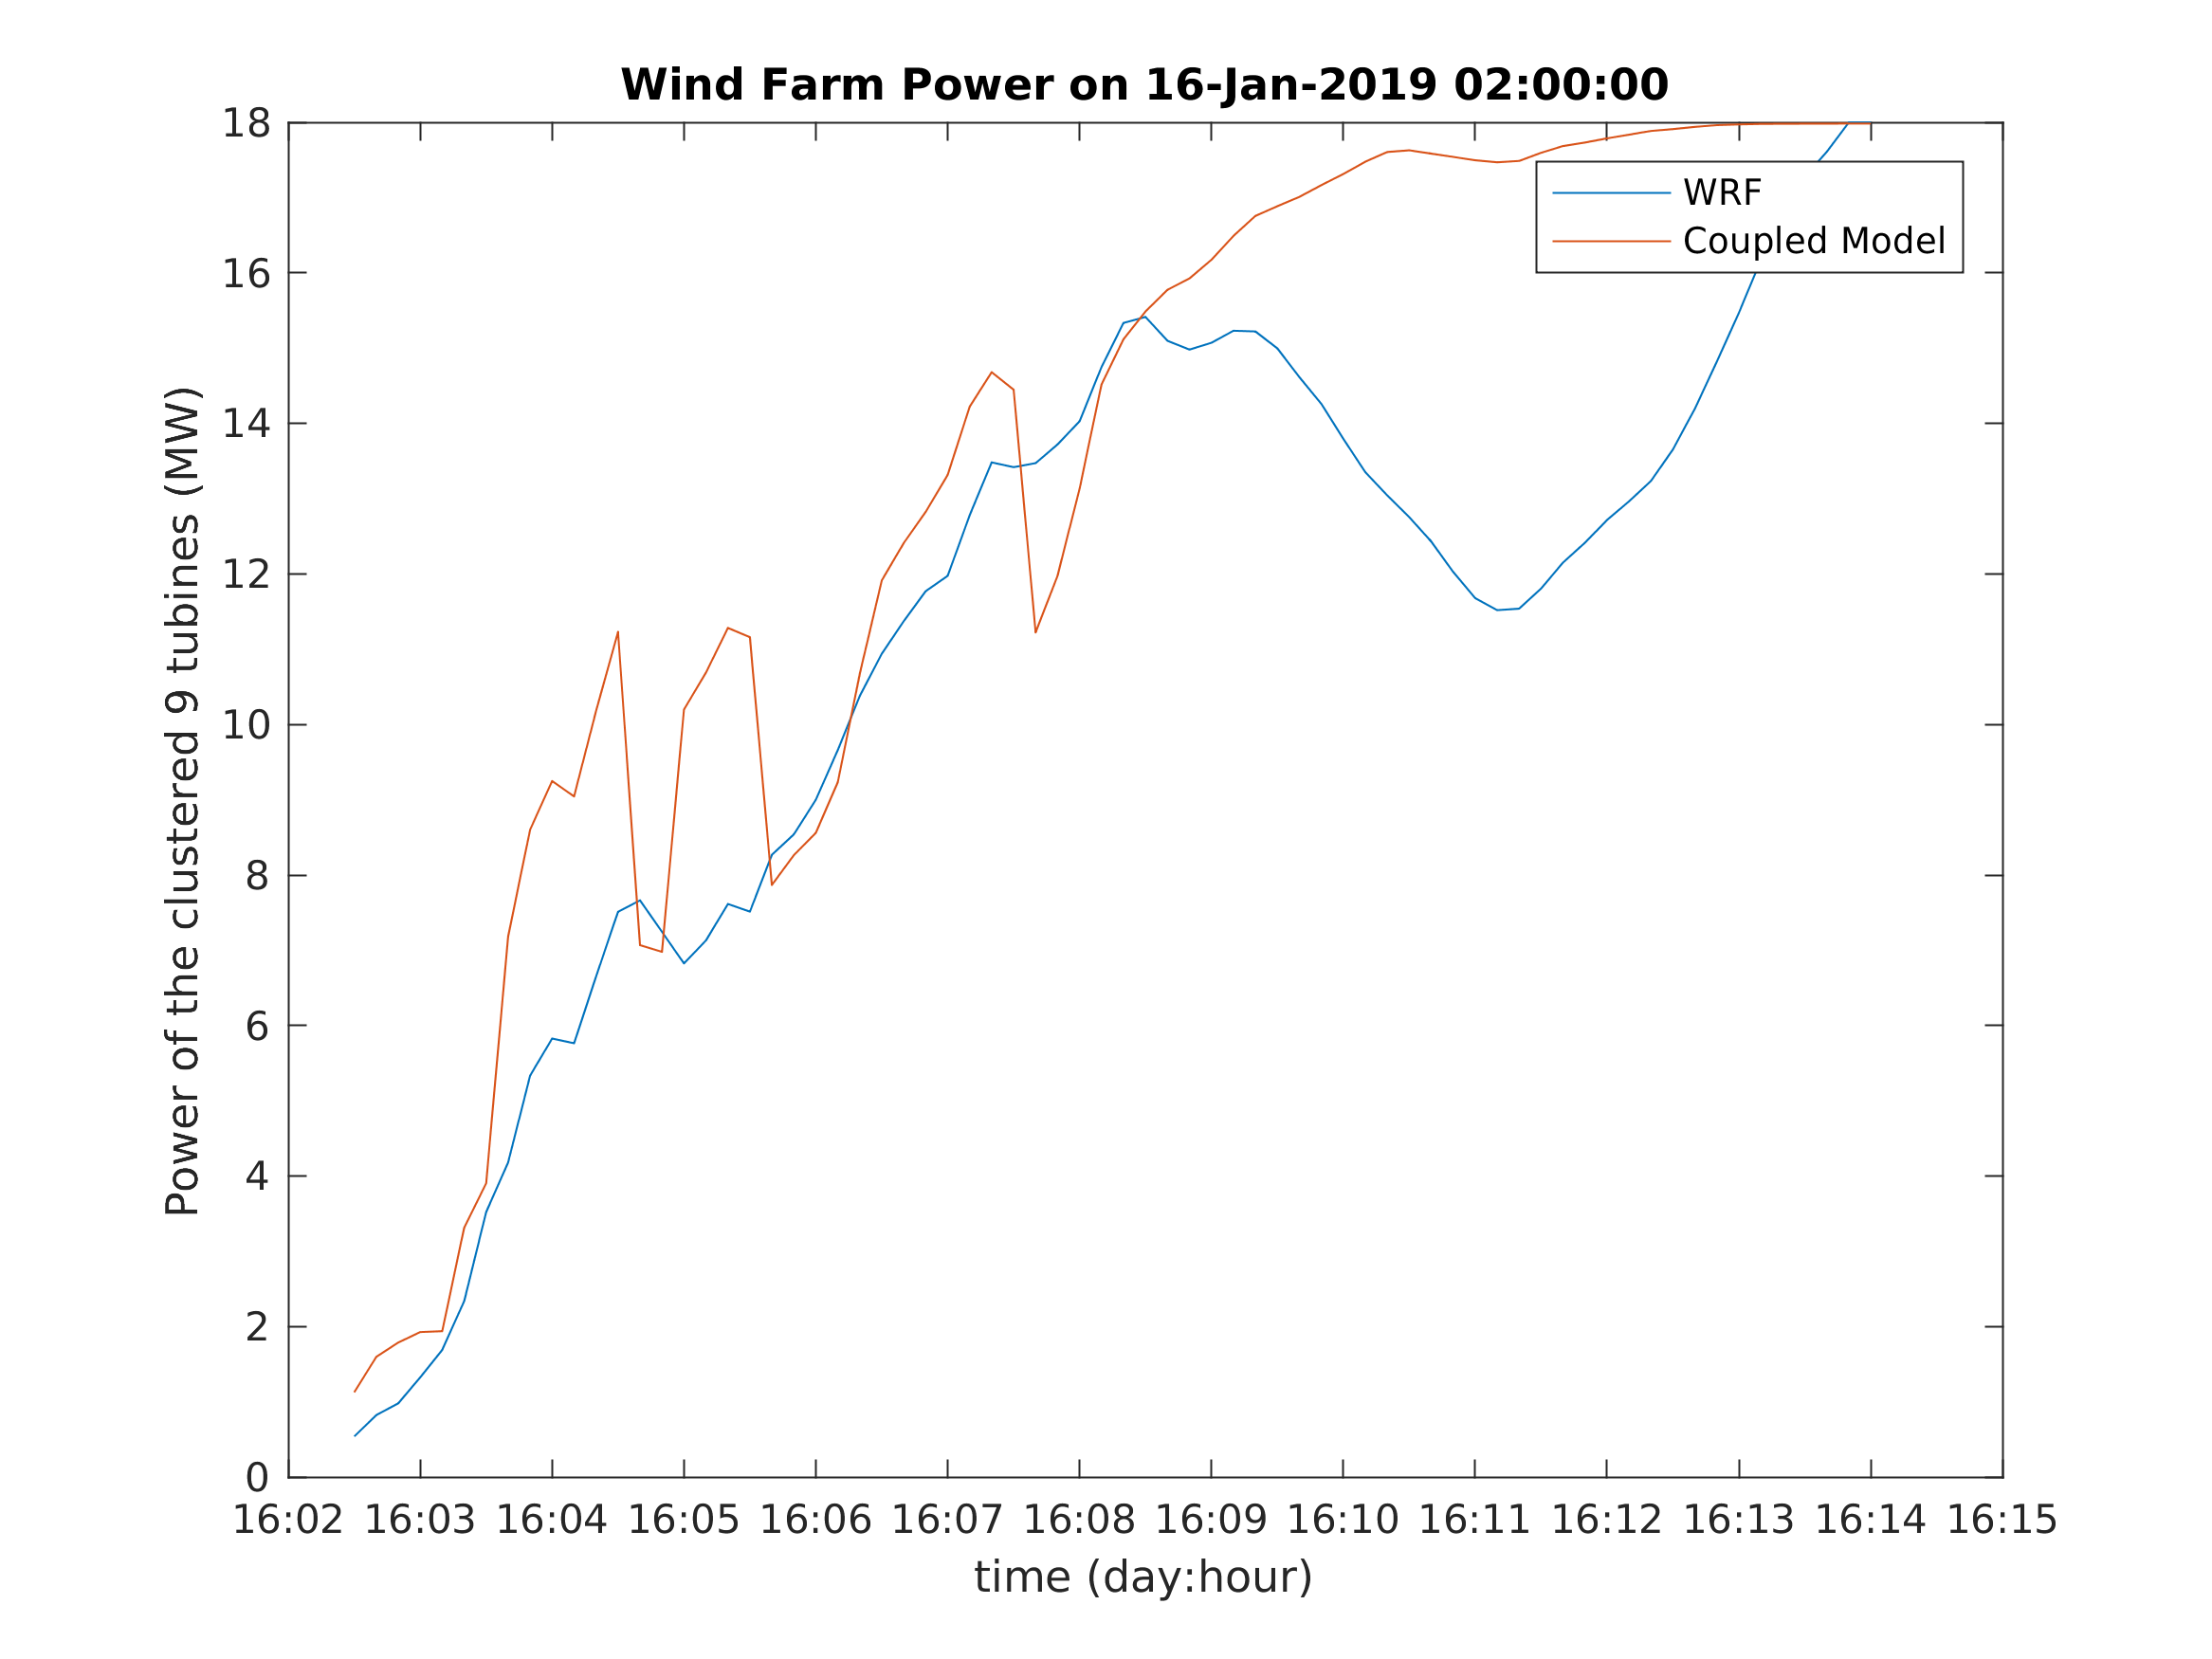 Wind Farm Power on 16-Jan-2019 02:00:00
18
16
14
12
10
8
6
4
2
0
Power of the clustered 9 tubines (MW)
WRF
Coupled Model
16:02 16:03 16:04 16:05 16:06 16:07 16:08 16:09 16:10 16:11 16:12 16:13 16:14 16:15
time (day:hour)